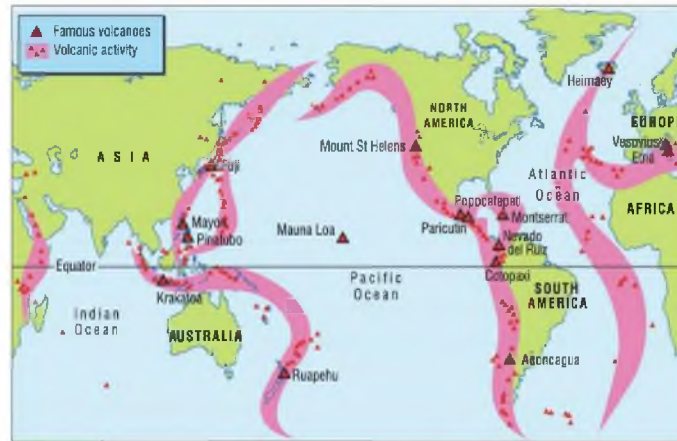 Famous volcanoes
Volcanic activity
Heimaey
NORTH
AMERICA
EUROP
ASIA
Mount St Helens
Vesovius
Etna
Fuji
Atlantic
Ocean
Popocatepetl
AFRICA
Mayon
Paricutin
Montserrat
Pinatubo
Mauna Loa
Nevado
del Ruiz
Equator
Cotopaxi
Krakatoa
Pacific
Ocean
SOUTH
AMERICA
Indian
Ocean
AUSTRALIA
Aconcagua
Ruapehu